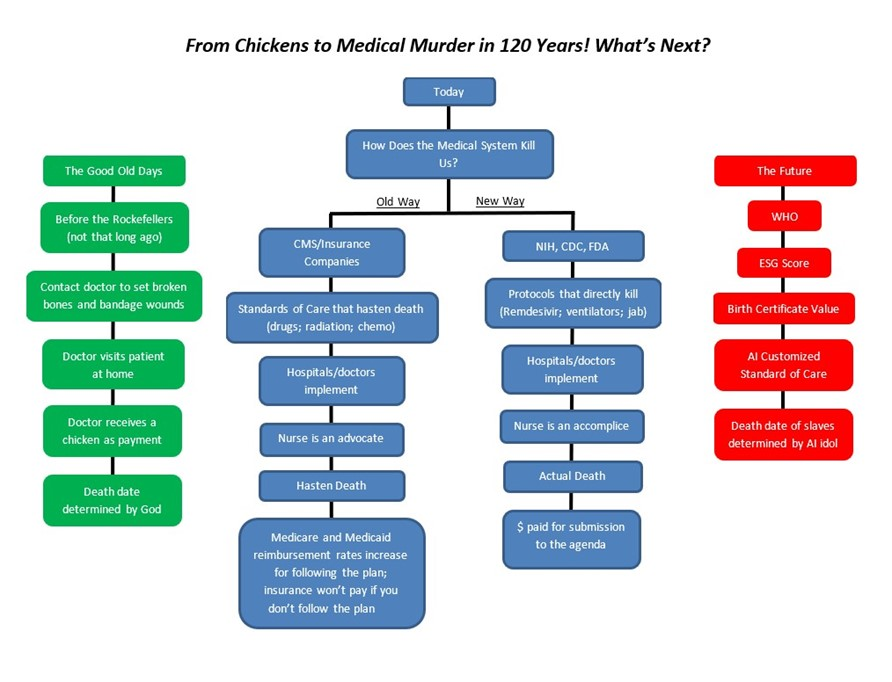 From Chickens to Medical Murder in 120 Years! What's Next?
Today
How Does the Medical System Kill
Us?
Old Way
New Way
The Good Old Days
Before the Rockefellers
(not that long ago)
Contact doctor to set broken
bones and bandage wounds
Doctor visits patient
at home
Doctor receives a
chicken as payment
Death date
determined by God
CMS/Insurance
Companies
Standards of Care that hasten death
(drugs; radiation; chemo)
Hospitals/doctors
implement
Nurse is an advocate
Hasten Death
Medicare and Medicaid
reimbursement rates increase
for following the plan;
insurance won't pay if you
don't follow the plan
NIH, CDC, FDA
Protocols that directly kill
(Remdesivir; ventilators; jab)
Hospitals/doctors
implement
Nurse is an accomplice
Actual Death
$ paid for submission
to the agenda
The Future
WHO
ESG Score
Birth Certificate Value
AI Customized
Standard of Care
Death date of slaves
determined by AI idol